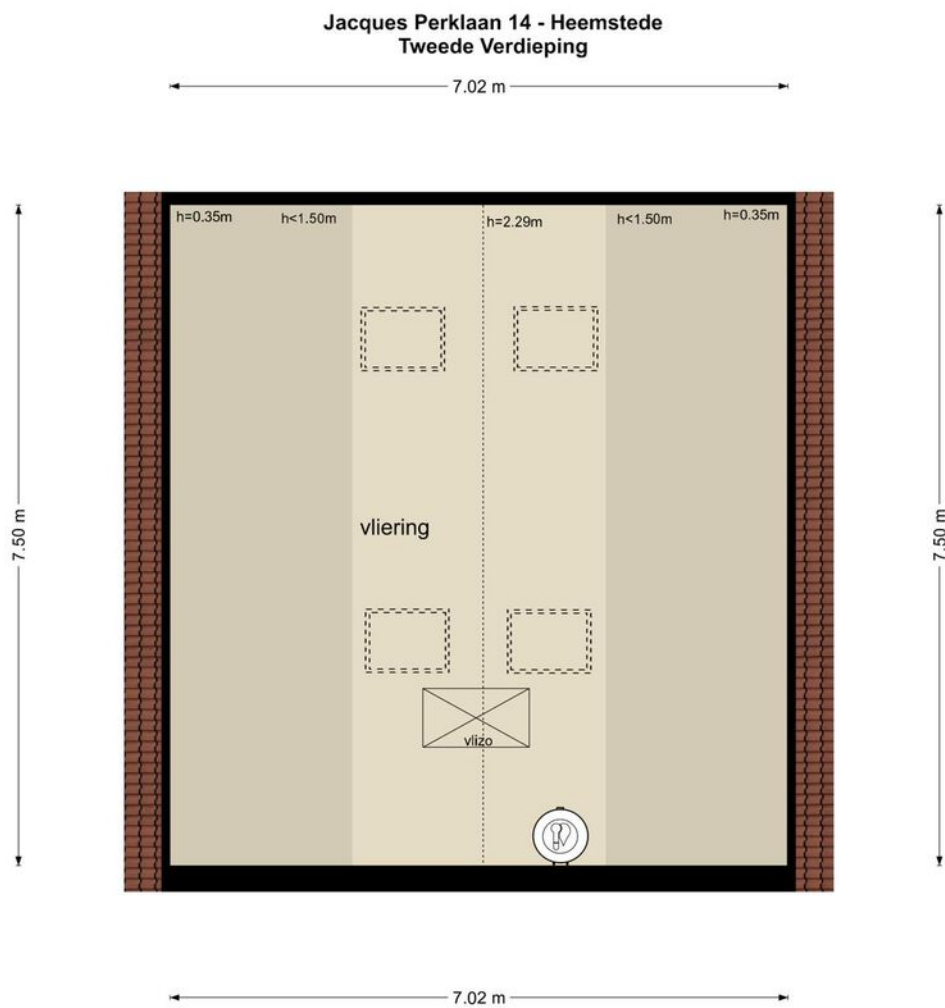 Jacques Perklaan 14 - Heemstede
Tweede Verdieping
7.02 m
h=0.35m
h<1.50m
h=2.29m
h<1.50m
h=0.35m
7.50 m
7.50 m
vliering
vlizo
7.02 m